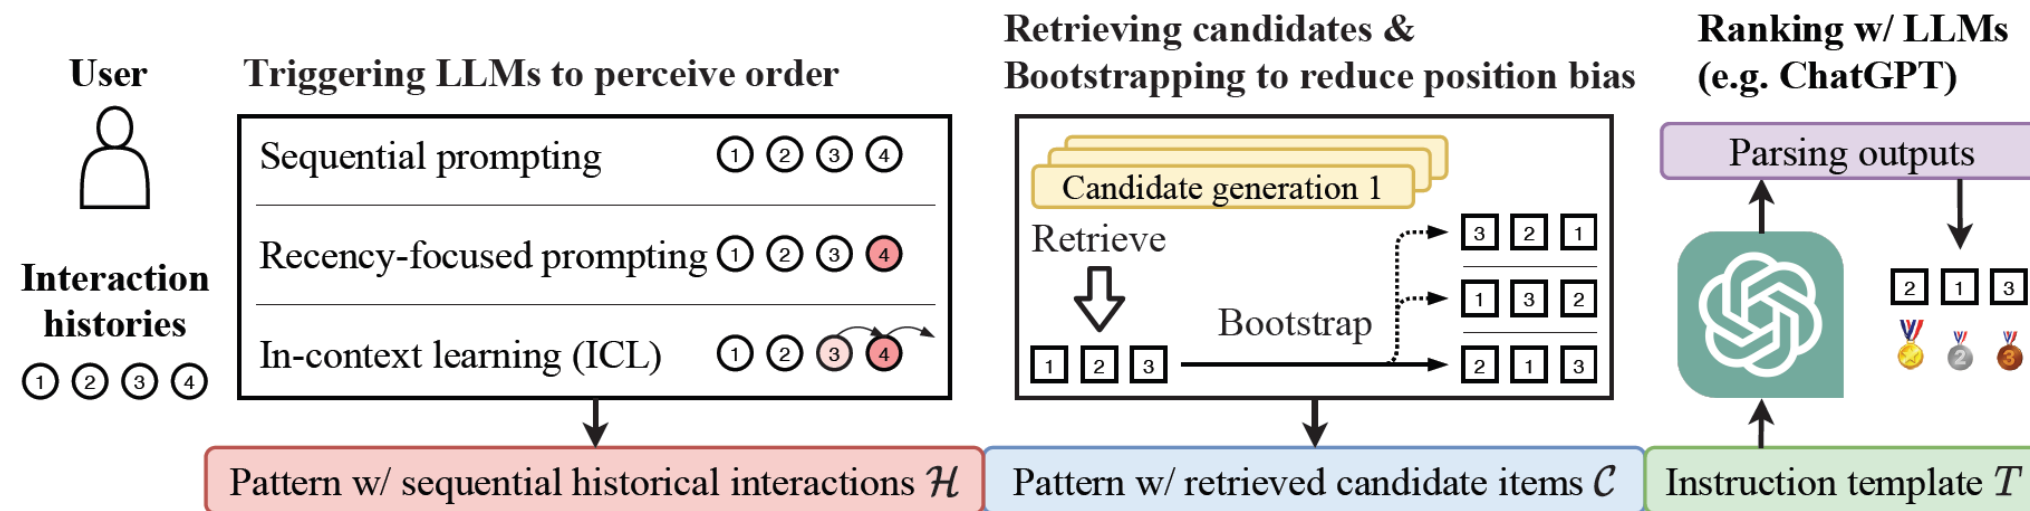 User
Interaction
histories
1 2 3 4
Triggering LLMs to perceive order
Sequential prompting 1 2 3 4
Recency-focused prompting 1 2 3 4
In-context learning (ICL) 1 2 3 4
Pattern w/ sequential historical interactions H
Retrieving candidates &
Bootstrapping to reduce position bias
Candidate generation 1
Retrieve
1 2 3
Bootstrap
3 2 1
1 3 2
2 1 3
Pattern w/ retrieved candidate items C
Ranking w/ LLMs
(e.g. ChatGPT)
Parsing outputs
2 1 3
2 3
Instruction template T